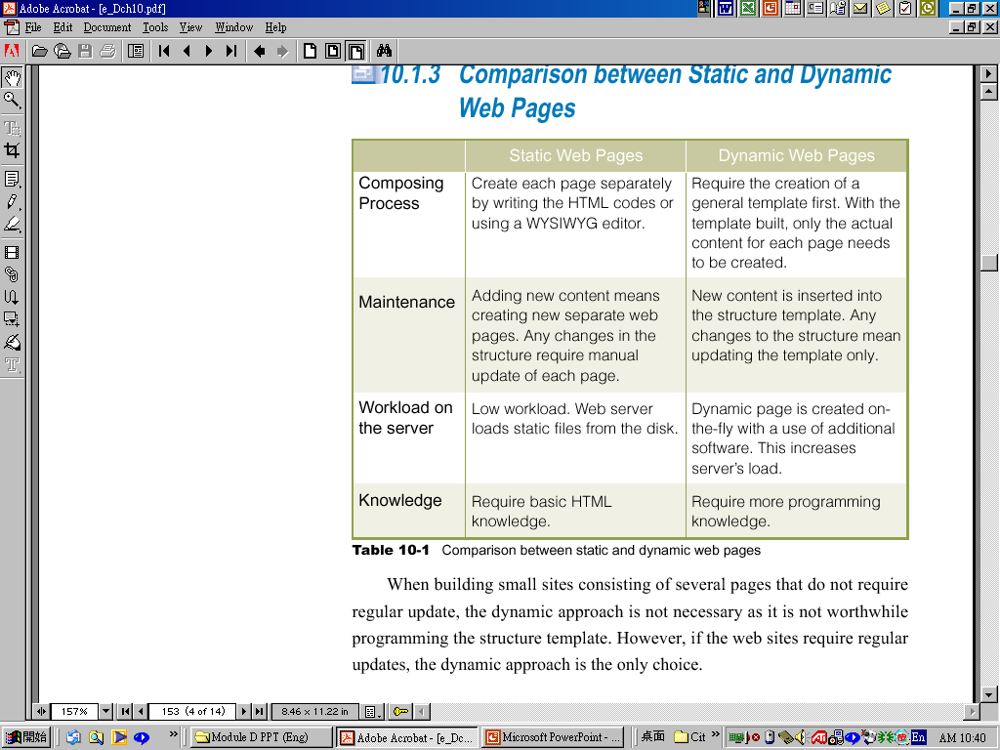 Adobe Acrobat - [e_Dch10.pdf]
File Edit Document Tools View Window Help
10.1.3 Comparison between Static and Dynamic
Web Pages
Static Web Pages
Dynamic Web Pages
Composing
Process
Create each page separately
by writing the HTML codes or
using a WYSIWYG editor.
Require the creation of a
general template first. With the
template built, only the actual
content for each page needs
to be created.
Maintenance
Adding new content means
creating new separate web
pages. Any changes in the
structure require manual
update of each page.
New content is inserted into
the structure template. Any
changes to the structure mean
updating the template only.
Workload on
the server
Low workload. Web server
loads static files from the disk.
Dynamic page is created on-
the-fly with a use of additional
software. This increases
server's load.
Knowledge
Require basic HTML
knowledge.
Require more programming
knowledge.
Table 10-1 Comparison between static and dynamic web pages
When building small sites consisting of several pages that do not require
regular update, the dynamic approach is not necessary as it is not worthwhile
programming the structure template. However, if the web sites require regular
updates, the dynamic approach is the only choice.
157% 153 (4 of 14) 8.46 x 11.22 in
開始 Module D PPT (Eng) Adobe Acrobat - [e_Dc... Microsoft PowerPoint - ... 桌面 Cit En AM 10:40